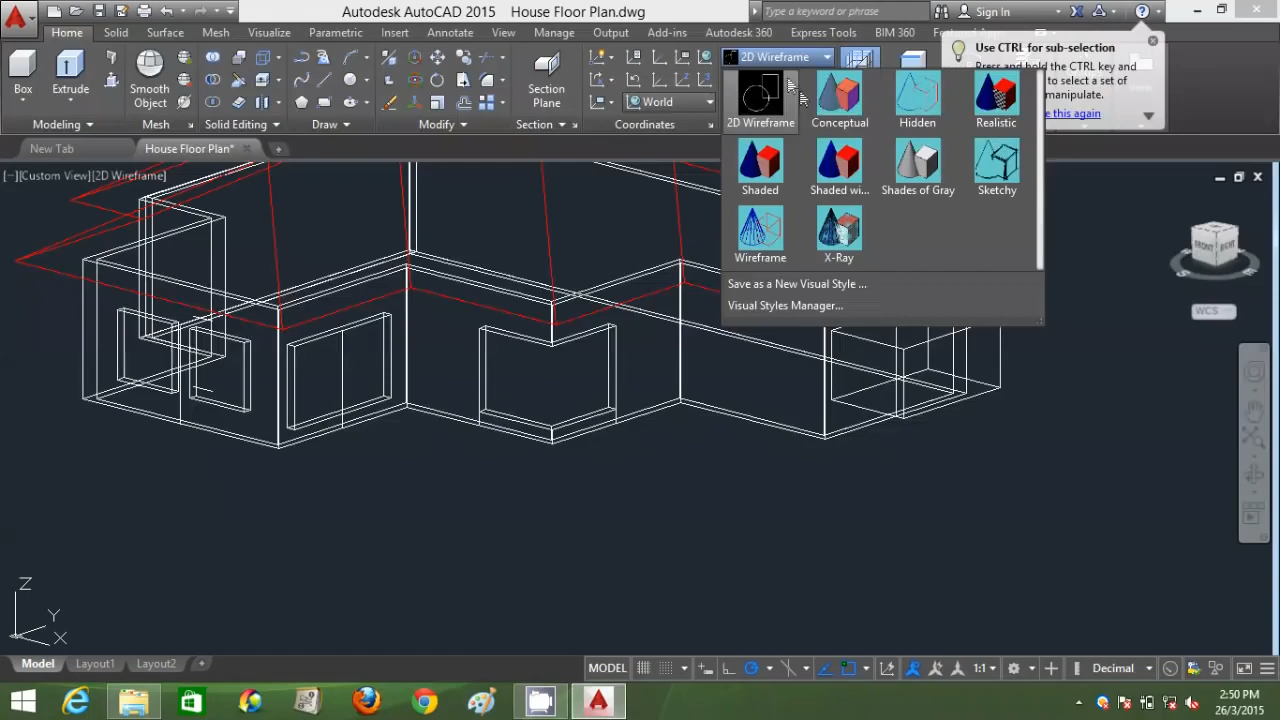 Autodesk AutoCAD 2015 House Floor Plan.dwg
Type a keyword or phrase
Sign In
Home Solid Surface Mesh Visualize Parametric Insert Annotate View Manage Output Add-ins Autodesk 360 Express Tools BIM 360
2D Wireframe
Use CTRL for sub-selection
Press and hold the CTRL key and
to select a set of
manipulate.
this again
Box
Extrude
Smooth
Object
Section
Plane
World
Modeling
Mesh
Solid Editing
Draw
Modify
Section
Coordinates
2D Wireframe
Conceptual
Hidden
Realistic
Shaded
Shaded wi...
Shades of Gray
Sketchy
Wireframe
X-Ray
Save as a New Visual Style ...
Visual Styles Manager...
New Tab
House Floor Plan*
[−][Custom View][2D Wireframe]
FRONT
RIGHT
WCS
Z
Y
X
Model
Layout1
Layout2
MODEL
1:1
Decimal
2:50 PM
26/3/2015